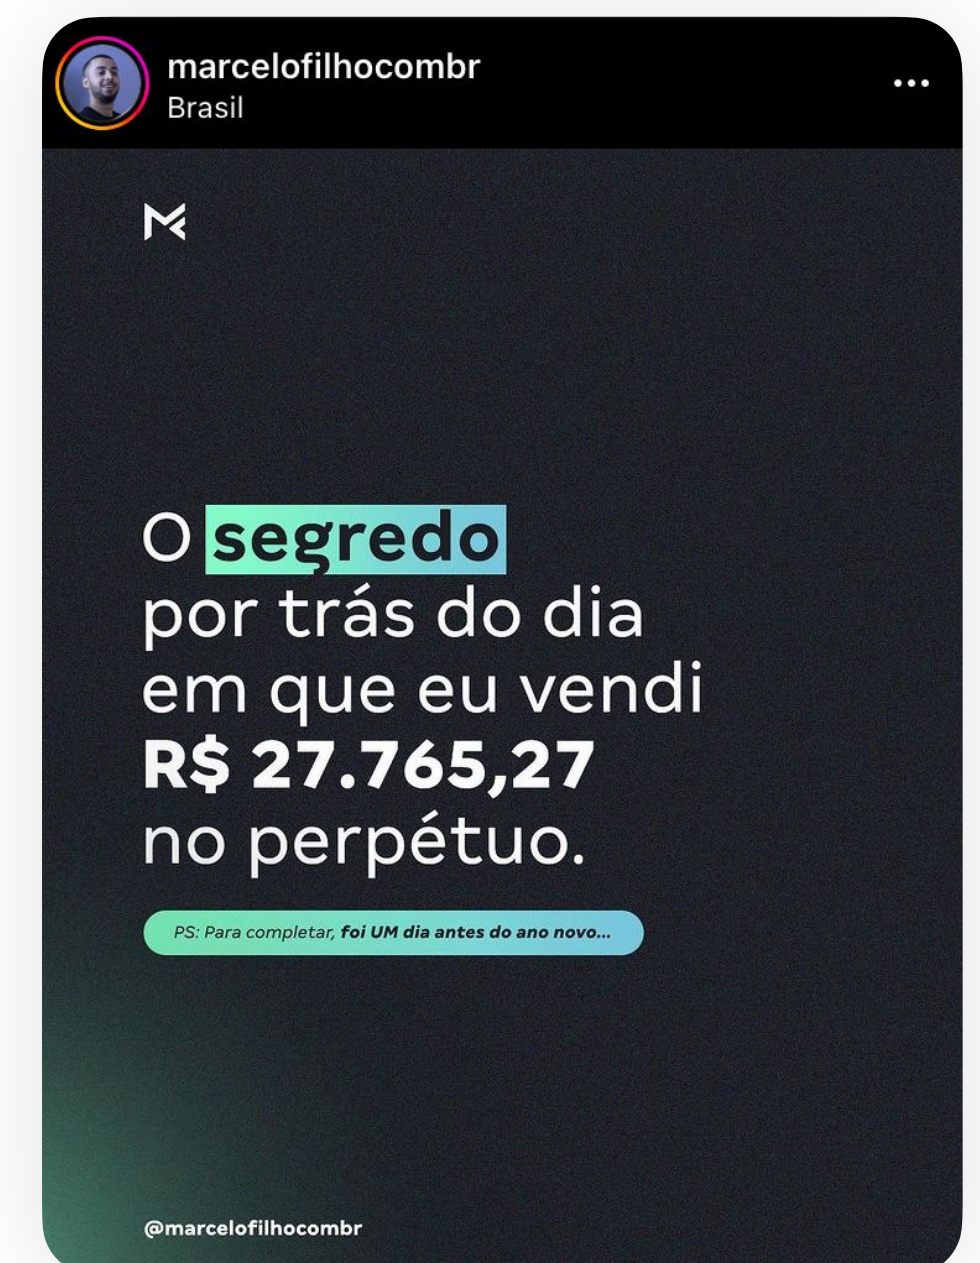 marcelofilhocombr
Brasil
O segredo
por trás do dia
em que eu vendi
R$ 27.765,27
no perpétuo.
PS: Para completar, foi UM dia antes do ano novo...
@marcelofilhocombr